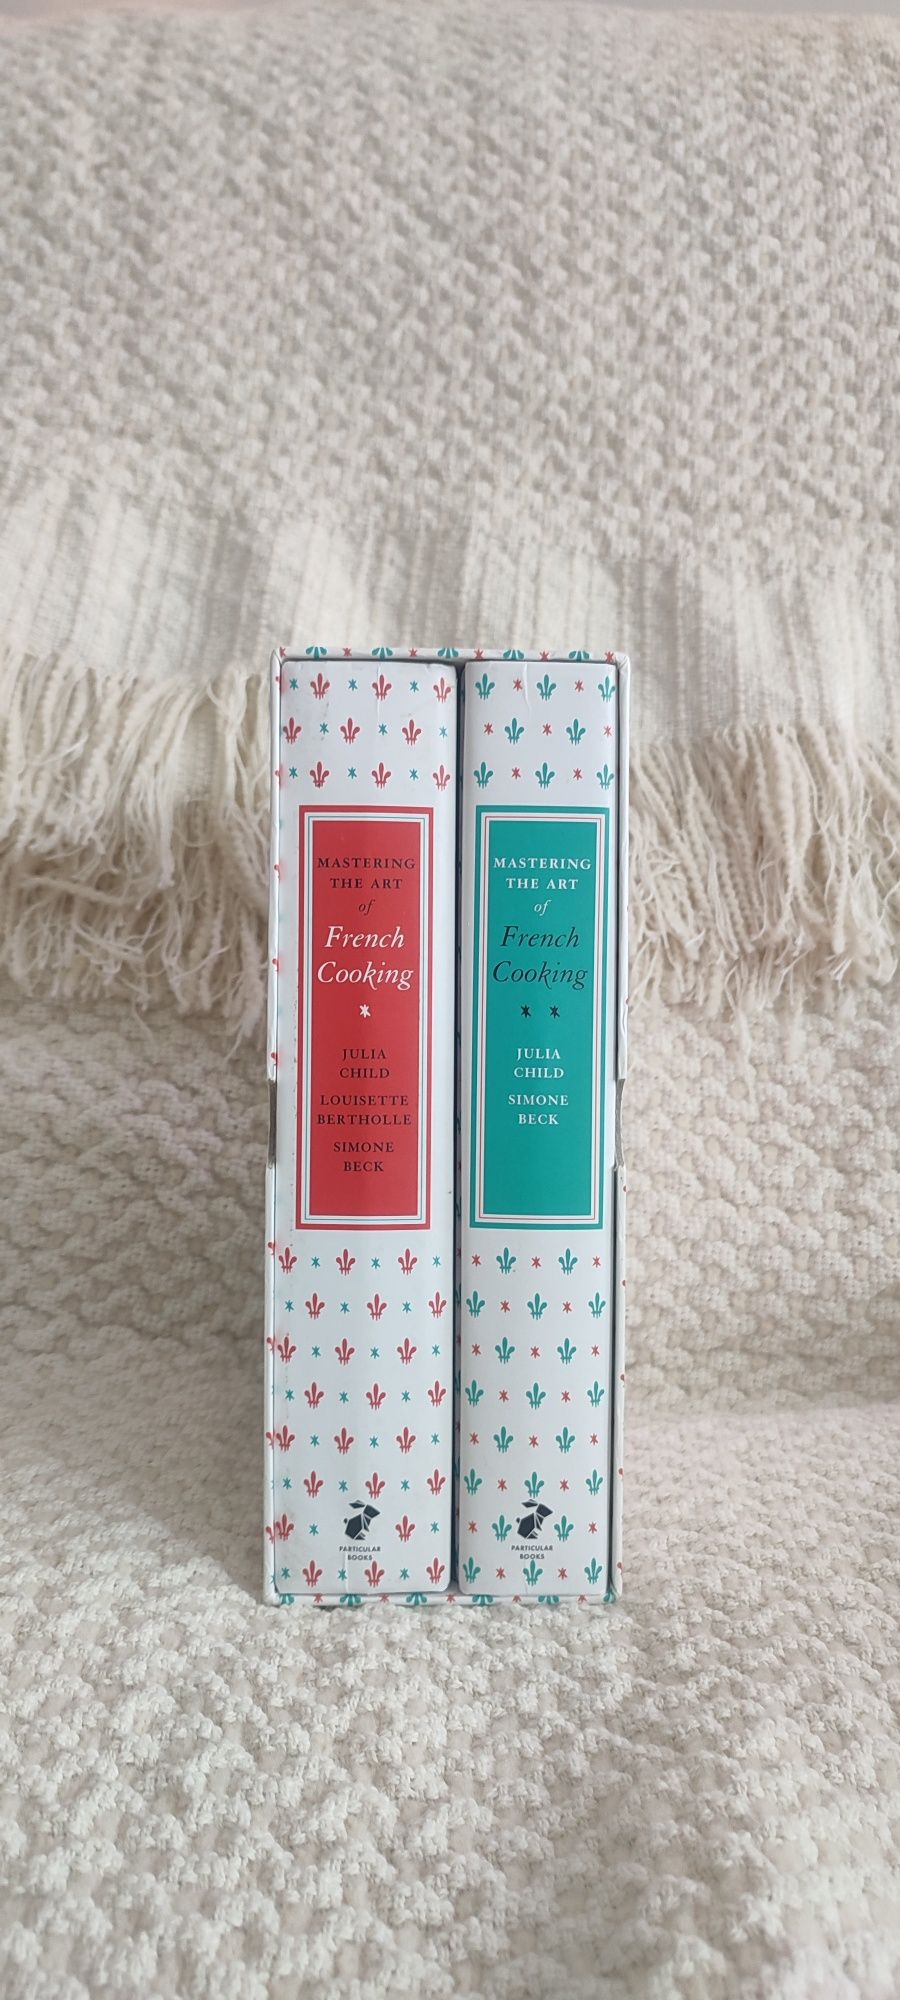 MASTERING
THE ART
of
French
Cooking
JULIA
CHILD
LOUISETTE
BERTHOLLE
SIMONE
BECK
PARTICULAR
BOOKS
MASTERING
THE ART
of
French
Cooking
JULIA
CHILD
SIMONE
BECK
PARTICULAR
BOOKS